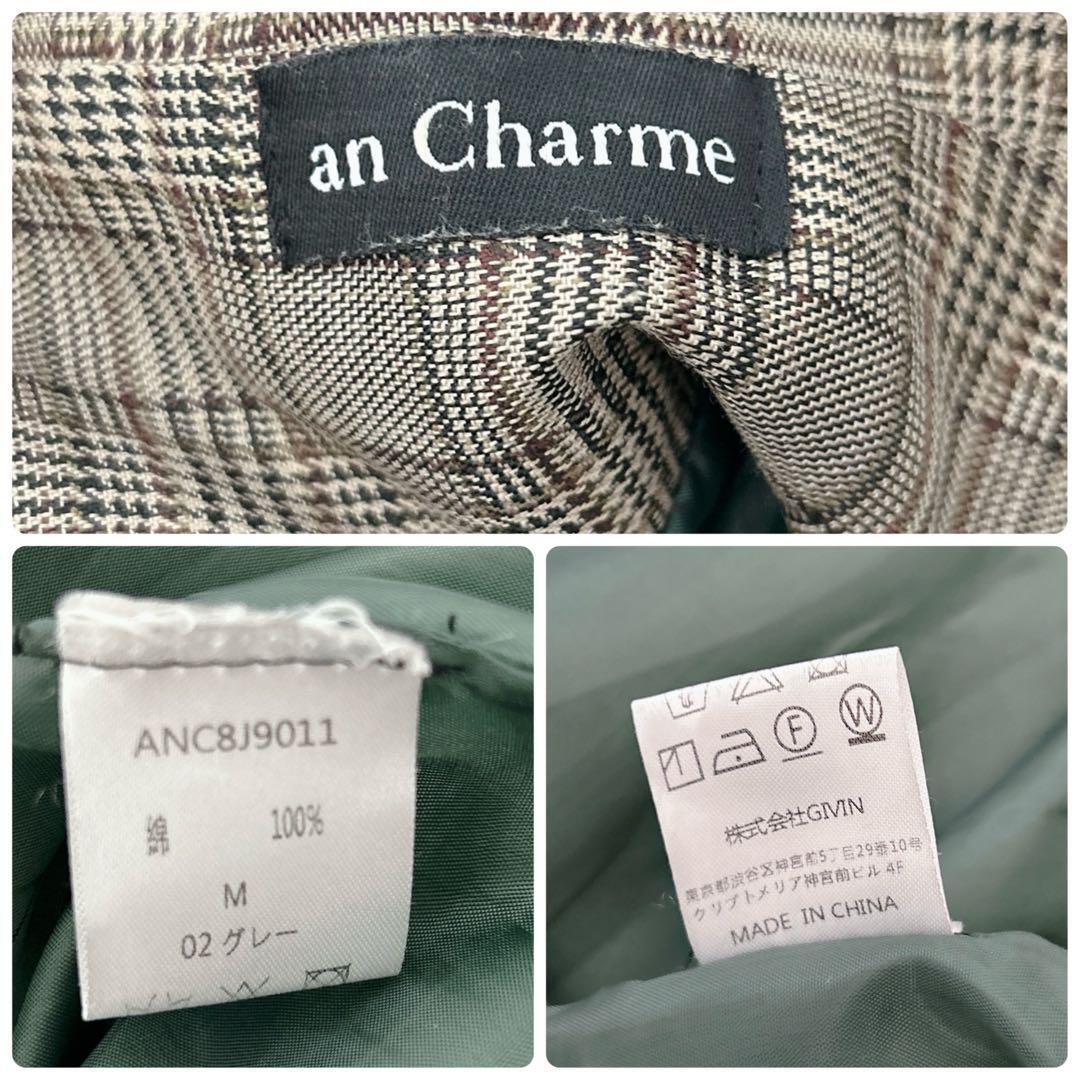 an Charme
ANC8J9011
綿 100%
M
02 グレー
F W
株式会社GIVIN
東京都渋谷区神宮前5丁目29番10号
クリプトメリア神宮前ビル 4F
MADE IN CHINA